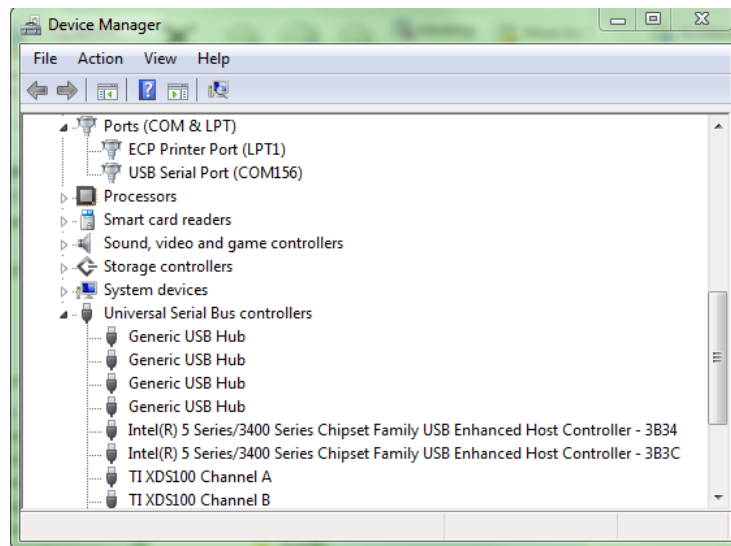 Device Manager
File Action View Help
Ports (COM & LPT)
ECP Printer Port (LPT1)
USB Serial Port (COM156)
Processors
Smart card readers
Sound, video and game controllers
Storage controllers
System devices
Universal Serial Bus controllers
Generic USB Hub
Generic USB Hub
Generic USB Hub
Generic USB Hub
Intel(R) 5 Series/3400 Series Chipset Family USB Enhanced Host Controller - 3B34
Intel(R) 5 Series/3400 Series Chipset Family USB Enhanced Host Controller - 3B3C
TI XDS100 Channel A
TI XDS100 Channel B